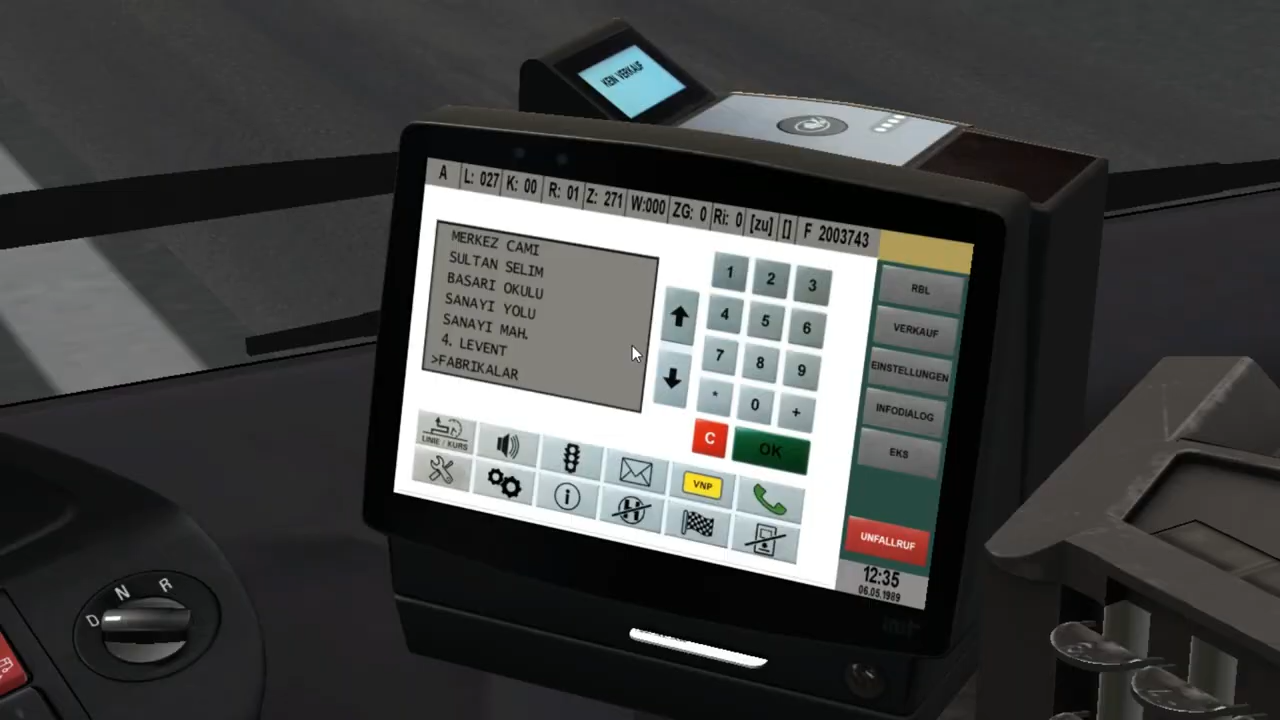 KEIN VERKAUF
A L: 027 K: 00 R: 01 Z: 271 W:000 ZG: 0 Ri: 0 [zu] [] F 2003743
MERKEZ CAMI
SULTAN SELIM
BASARI OKULU
SANAYI YOLU
SANAYI MAH.
4. LEVENT
>FABRIKALAR
1 2 3
4 5 6
7 8 9
* 0 +
C OK
LINIE / KURS
VNP
RBL
VERKAUF
EINSTELLUNGEN
INFODIALOG
EKS
UNFALLRUF
12:35
06.05.1989
init
D N R